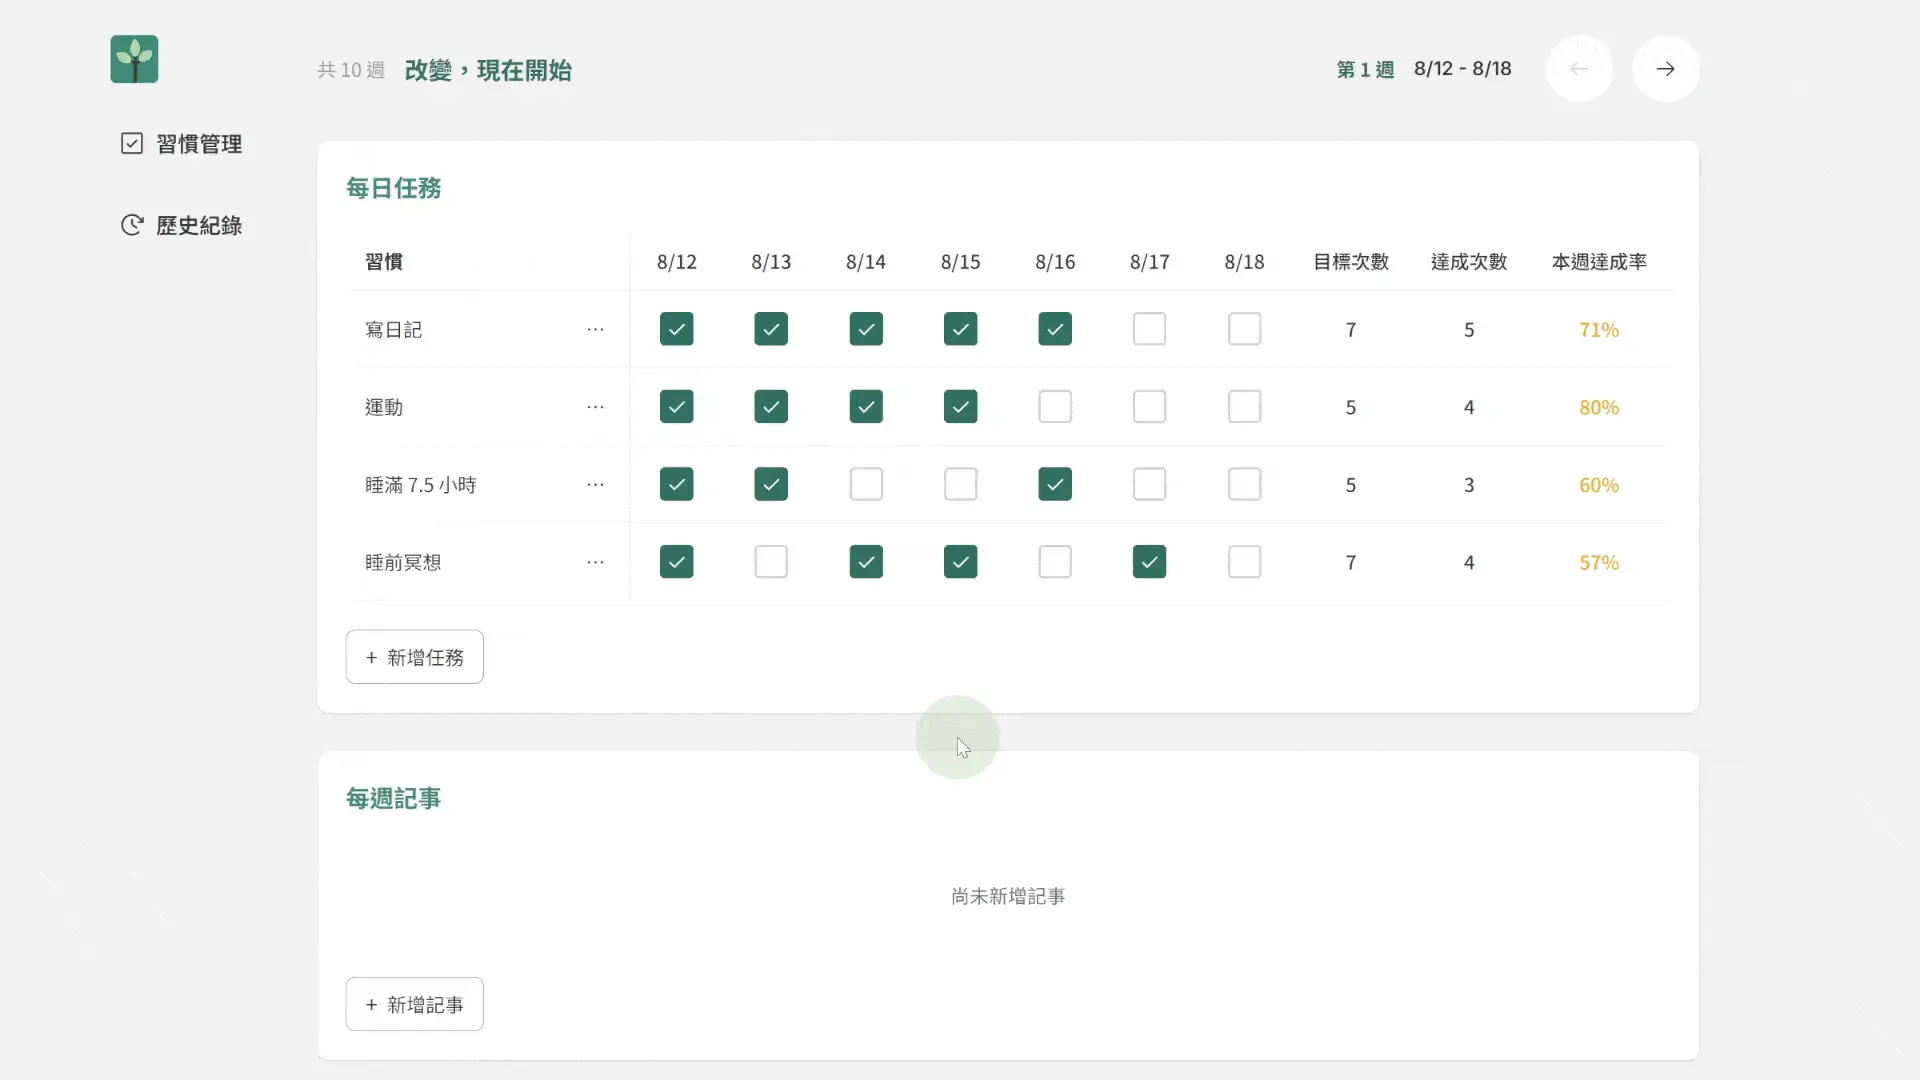 共 10 週 改變，現在開始 第 1 週 8/12 - 8/18
習慣管理
歷史紀錄
每日任務
習慣 8/12 8/13 8/14 8/15 8/16 8/17 8/18 目標次數 達成次數 本週達成率
寫日記 ... 7 5 71%
運動 ... 5 4 80%
睡滿 7.5 小時 ... 5 3 60%
睡前冥想 ... 7 4 57%
+ 新增任務
每週記事
尚未新增記事
+ 新增記事